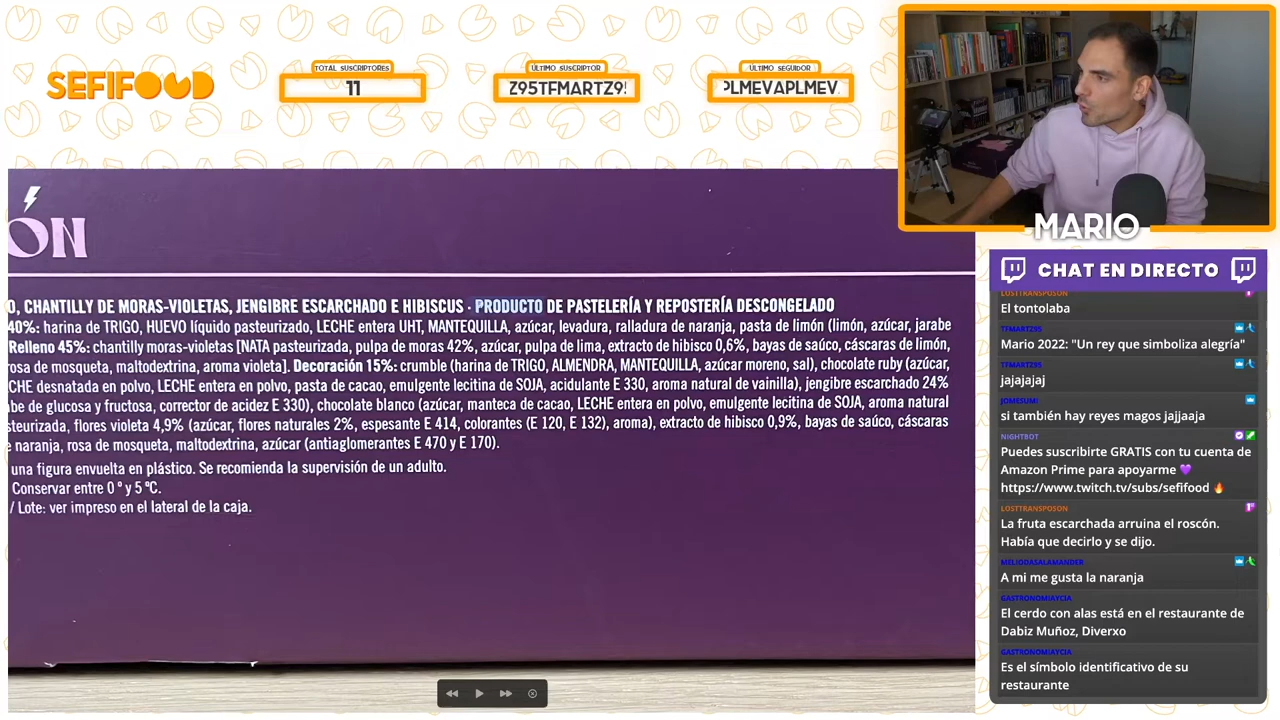 SEFIFOOD
TOTAL SUSCRIPTORES
11
ÚLTIMO SUSCRIPTOR
Z95TFMARTZ9
ÚLTIMO SEGUIDOR
PLMEVAPLMEV
MARIO
ÓN
O, CHANTILLY DE MORAS-VIOLETAS, JENGIBRE ESCARCHADO E HIBISCUS - PRODUCTO DE PASTELERÍA Y REPOSTERÍA DESCONGELADO
40%: harina de TRIGO, HUEVO líquido pasteurizado, LECHE entera UHT, MANTEQUILLA, azúcar, levadura, ralladura de naranja, pasta de limón (limón, azúcar, jarabe
Relleno 45%: chantilly moras-violetas [NATA pasteurizada, pulpa de moras 42%, azúcar, pulpa de lima, extracto de hibisco 0,6%, bayas de saúco, cáscaras de limón,
rosa de mosqueta, maltodextrina, aroma violeta]. Decoración 15%: crumble (harina de TRIGO, ALMENDRA, MANTEQUILLA, azúcar moreno, sal), chocolate ruby (azúcar,
CHE desnatada en polvo, LECHE entera en polvo, pasta de cacao, emulgente lecitina de SOJA, acidulante E 330, aroma natural de vainilla), jengibre escarchado 24%
be de glucosa y fructosa, corrector de acidez E 330), chocolate blanco (azúcar, manteca de cacao, LECHE entera en polvo, emulgente lecitina de SOJA, aroma natural
steurizada, flores violeta 4,9% (azúcar, flores naturales 2%, espesante E 414, colorantes (E 120, E 132), aroma), extracto de hibisco 0,9%, bayas de saúco, cáscaras
e naranja, rosa de mosqueta, maltodextrina, azúcar (antiaglomerantes E 470 y E 170).
una figura envuelta en plástico. Se recomienda la supervisión de un adulto.
Conservar entre 0 º y 5 ºC.
/ Lote: ver impreso en el lateral de la caja.
CHAT EN DIRECTO
LOSTTRANSPOSON
El tontolaba
TFMARTZ95
Mario 2022: "Un rey que simboliza alegría"
TFMARTZ95
jajajajaj
JOMESUMI
si también hay reyes magos jajjaaja
NIGHTBOT
Puedes suscribirte GRATIS con tu cuenta de
Amazon Prime para apoyarme 💜
https://www.twitch.tv/subs/sefifood 🔥
LOSTTRANSPOSON
La fruta escarchada arruina el roscón.
Había que decirlo y se dijo.
MELIODASALAMANDER
A mi me gusta la naranja
GASTRONOMIAYCIA
El cerdo con alas está en el restaurante de
Dabiz Muñoz, Diverxo
GASTRONOMIAYCIA
Es el símbolo identificativo de su
restaurante